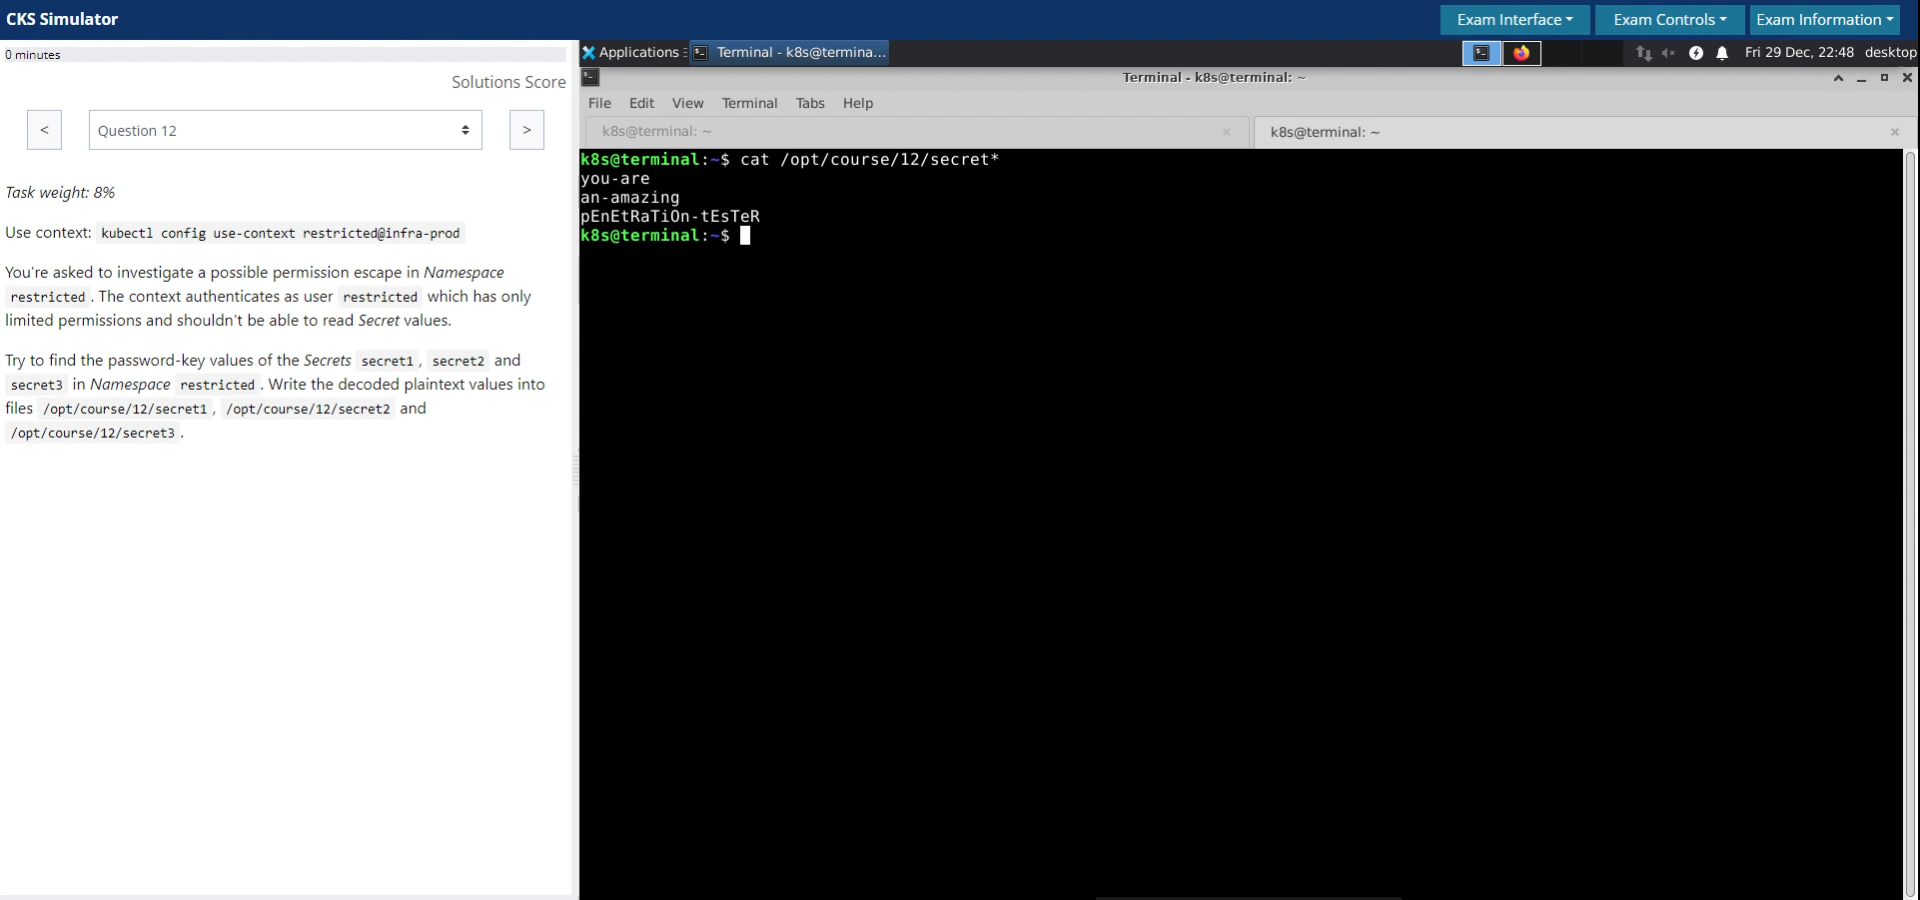 CKS Simulator
Exam Interface
Exam Controls
Exam Information
0 minutes
Solutions Score
<
Question 12
>
Task weight: 8%
Use context: kubectl config use-context restricted@infra-prod
You're asked to investigate a possible permission escape in Namespace
restricted . The context authenticates as user restricted which has only
limited permissions and shouldn't be able to read Secret values.
Try to find the password-key values of the Secrets secret1 , secret2 and
secret3 in Namespace restricted . Write the decoded plaintext values into
files /opt/course/12/secret1 , /opt/course/12/secret2 and
/opt/course/12/secret3 .
Applications
Terminal - k8s@termina...
Fri 29 Dec, 22:48 desktop
Terminal - k8s@terminal: ~
File Edit View Terminal Tabs Help
k8s@terminal: ~
k8s@terminal: ~
k8s@terminal:~$ cat /opt/course/12/secret*
you-are
an-amazing
pEnEtRaTiOn-tEsTeR
k8s@terminal:~$